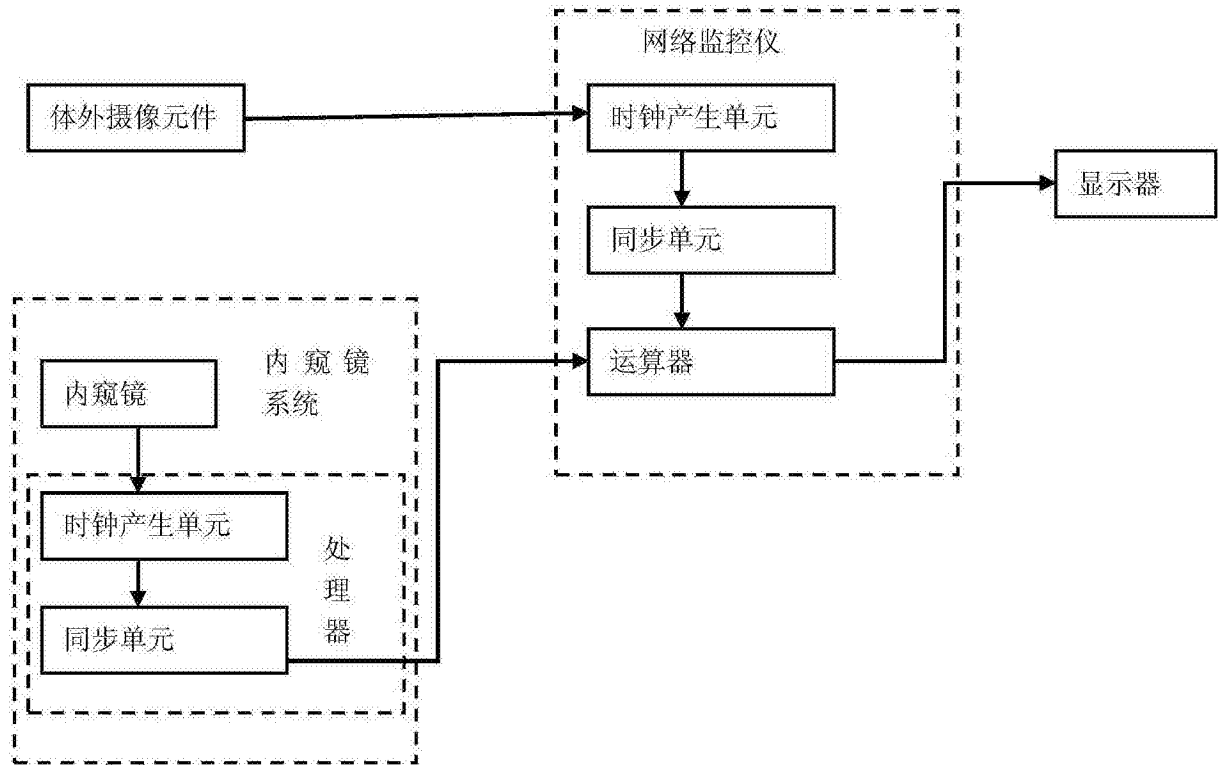 网络监控仪
体外摄像元件
时钟产生单元
显示器
同步单元
运算器
内窥镜
系统
内窥镜
时钟产生单元
处
理
器
同步单元